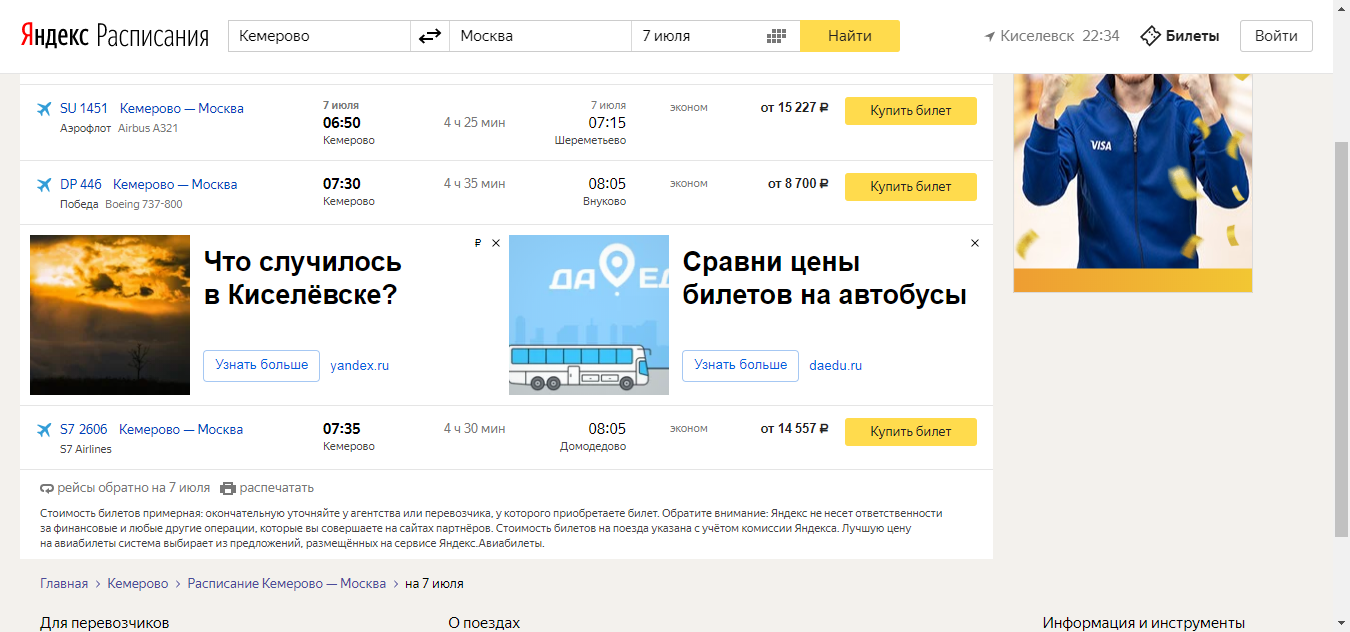 Яндекс Расписания
Кемерово
Москва
7 июля
Найти
Киселевск 22:34
Билеты
Войти
SU 1451 Кемерово — Москва
Аэрофлот Airbus A321
7 июля
06:50
Кемерово
4 ч 25 мин
7 июля
07:15
Шереметьево
эконом
от 15 227 ₽
Купить билет
DP 446 Кемерово — Москва
Победа Boeing 737-800
07:30
Кемерово
4 ч 35 мин
08:05
Внуково
эконом
от 8 700 ₽
Купить билет
VISA
Что случилось
в Киселёвске?
₽
Узнать больше
yandex.ru
ДА ЕД
Сравни цены
билетов на автобусы
Узнать больше
daedu.ru
S7 2606 Кемерово — Москва
S7 Airlines
07:35
Кемерово
4 ч 30 мин
08:05
Домодедово
эконом
от 14 557 ₽
Купить билет
рейсы обратно на 7 июля распечатать
Стоимость билетов примерная: окончательную уточняйте у агентства или перевозчика, у которого приобретаете билет. Обратите внимание: Яндекс не несет ответственности
за финансовые и любые другие операции, которые вы совершаете на сайтах партнёров. Стоимость билетов на поезда указана с учётом комиссии Яндекса. Лучшую цену
на авиабилеты система выбирает из предложений, размещённых на сервисе Яндекс.Авиабилеты.
Главная > Кемерово > Расписание Кемерово — Москва > на 7 июля
Для перевозчиков
О поездах
Информация и инструменты